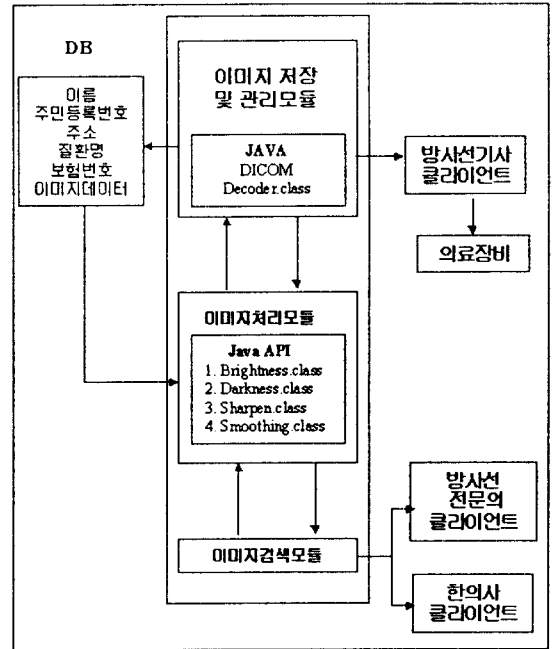 DB
이름
주민등록번호
주소
질환명
보험번호
이미지데이터
이미지 저장
및 관리모듈
JAVA
DICOM
Decoder.class
방사선기사
클라이언트
의료장비
이미지처리모듈
Java API
1. Brightness.class
2. Darkness.class
3. Sharpen.class
4. Smoothing.class
이미지검색모듈
방사선
전문의
클라이언트
한의사
클라이언트